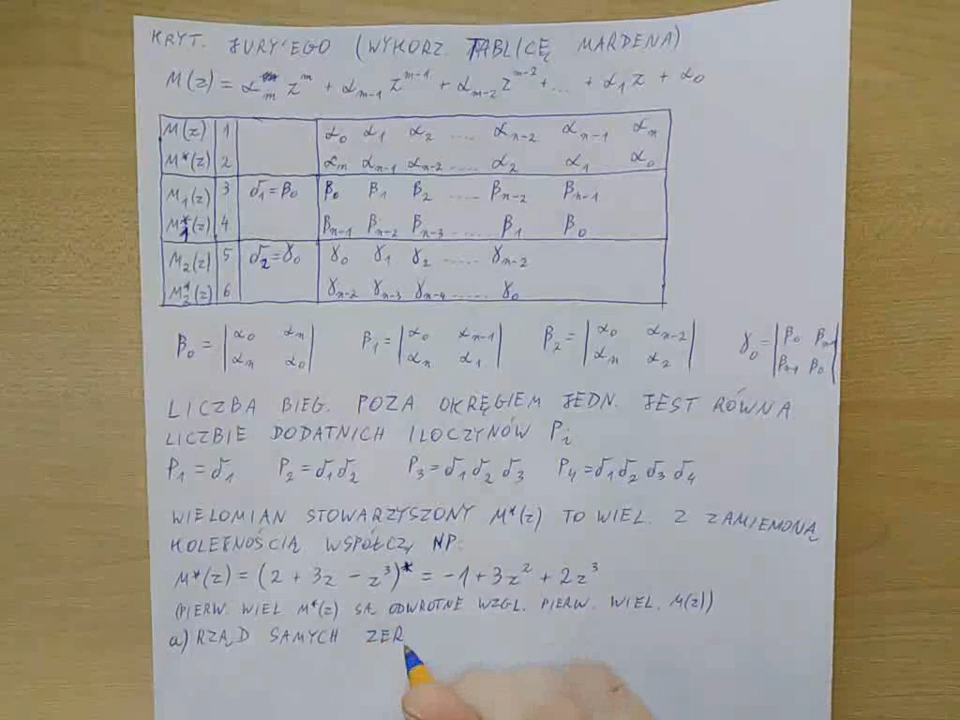 KRYT. JURY'EGO (WYKORZ. TABLICĘ MARDENA)
M(z) = αₘ zᵐ + αₘ₋₁ zᵐ⁻¹ + αₘ₋₂ zᵐ⁻² + ... + α₁ z + α₀
M(z) 1 α₀ α₁ α₂ ..... αₙ₋₂ αₙ₋₁ αₙ
M*(z) 2 αₙ αₙ₋₁ αₙ₋₂ ..... α₂ α₁ α₀
M₁(z) 3 δ₁=β₀ β₀ β₁ β₂ ..... βₙ₋₂ βₙ₋₁
M₁*(z) 4 βₙ₋₁ βₙ₋₂ βₙ₋₃ ..... β₁ β₀
M₂(z) 5 δ₂=γ₀ γ₀ γ₁ γ₂ ..... γₙ₋₂
M₂*(z) 6 γₙ₋₂ γₙ₋₃ γₙ₋₄ ..... γ₀
β₀ = |α₀ αₙ| β₁ = |α₀ αₙ₋₁| β₂ = |α₀ αₙ₋₂| γ₀ = |β₀ βₙ₋₁|
|αₙ α₀| |αₙ α₁| |αₙ α₂| |βₙ₋₁ β₀|
LICZBA BIEG. POZA OKRĘGIEM JEDN. JEST RÓWNA
LICZBIE DODATNICH ILOCZYNÓW Pᵢ
P₁ = δ₁ P₂ = δ₁δ₂ P₃ = δ₁δ₂δ₃ P₄ = δ₁δ₂δ₃δ₄
WIELOMIAN STOWARZYSZONY M*(z) TO WIEL. Z ZAMIENIONĄ
KOLEJNOŚCIĄ WSPÓŁCZ, NP:
M*(z) = (2 + 3z - z³)* = -1 + 3z² + 2z³
(PIERW. WIEL M*(z) SĄ ODWROTNE WZGL. PIERW. WIEL. M(z))
a) RZĄD SAMYCH ZER